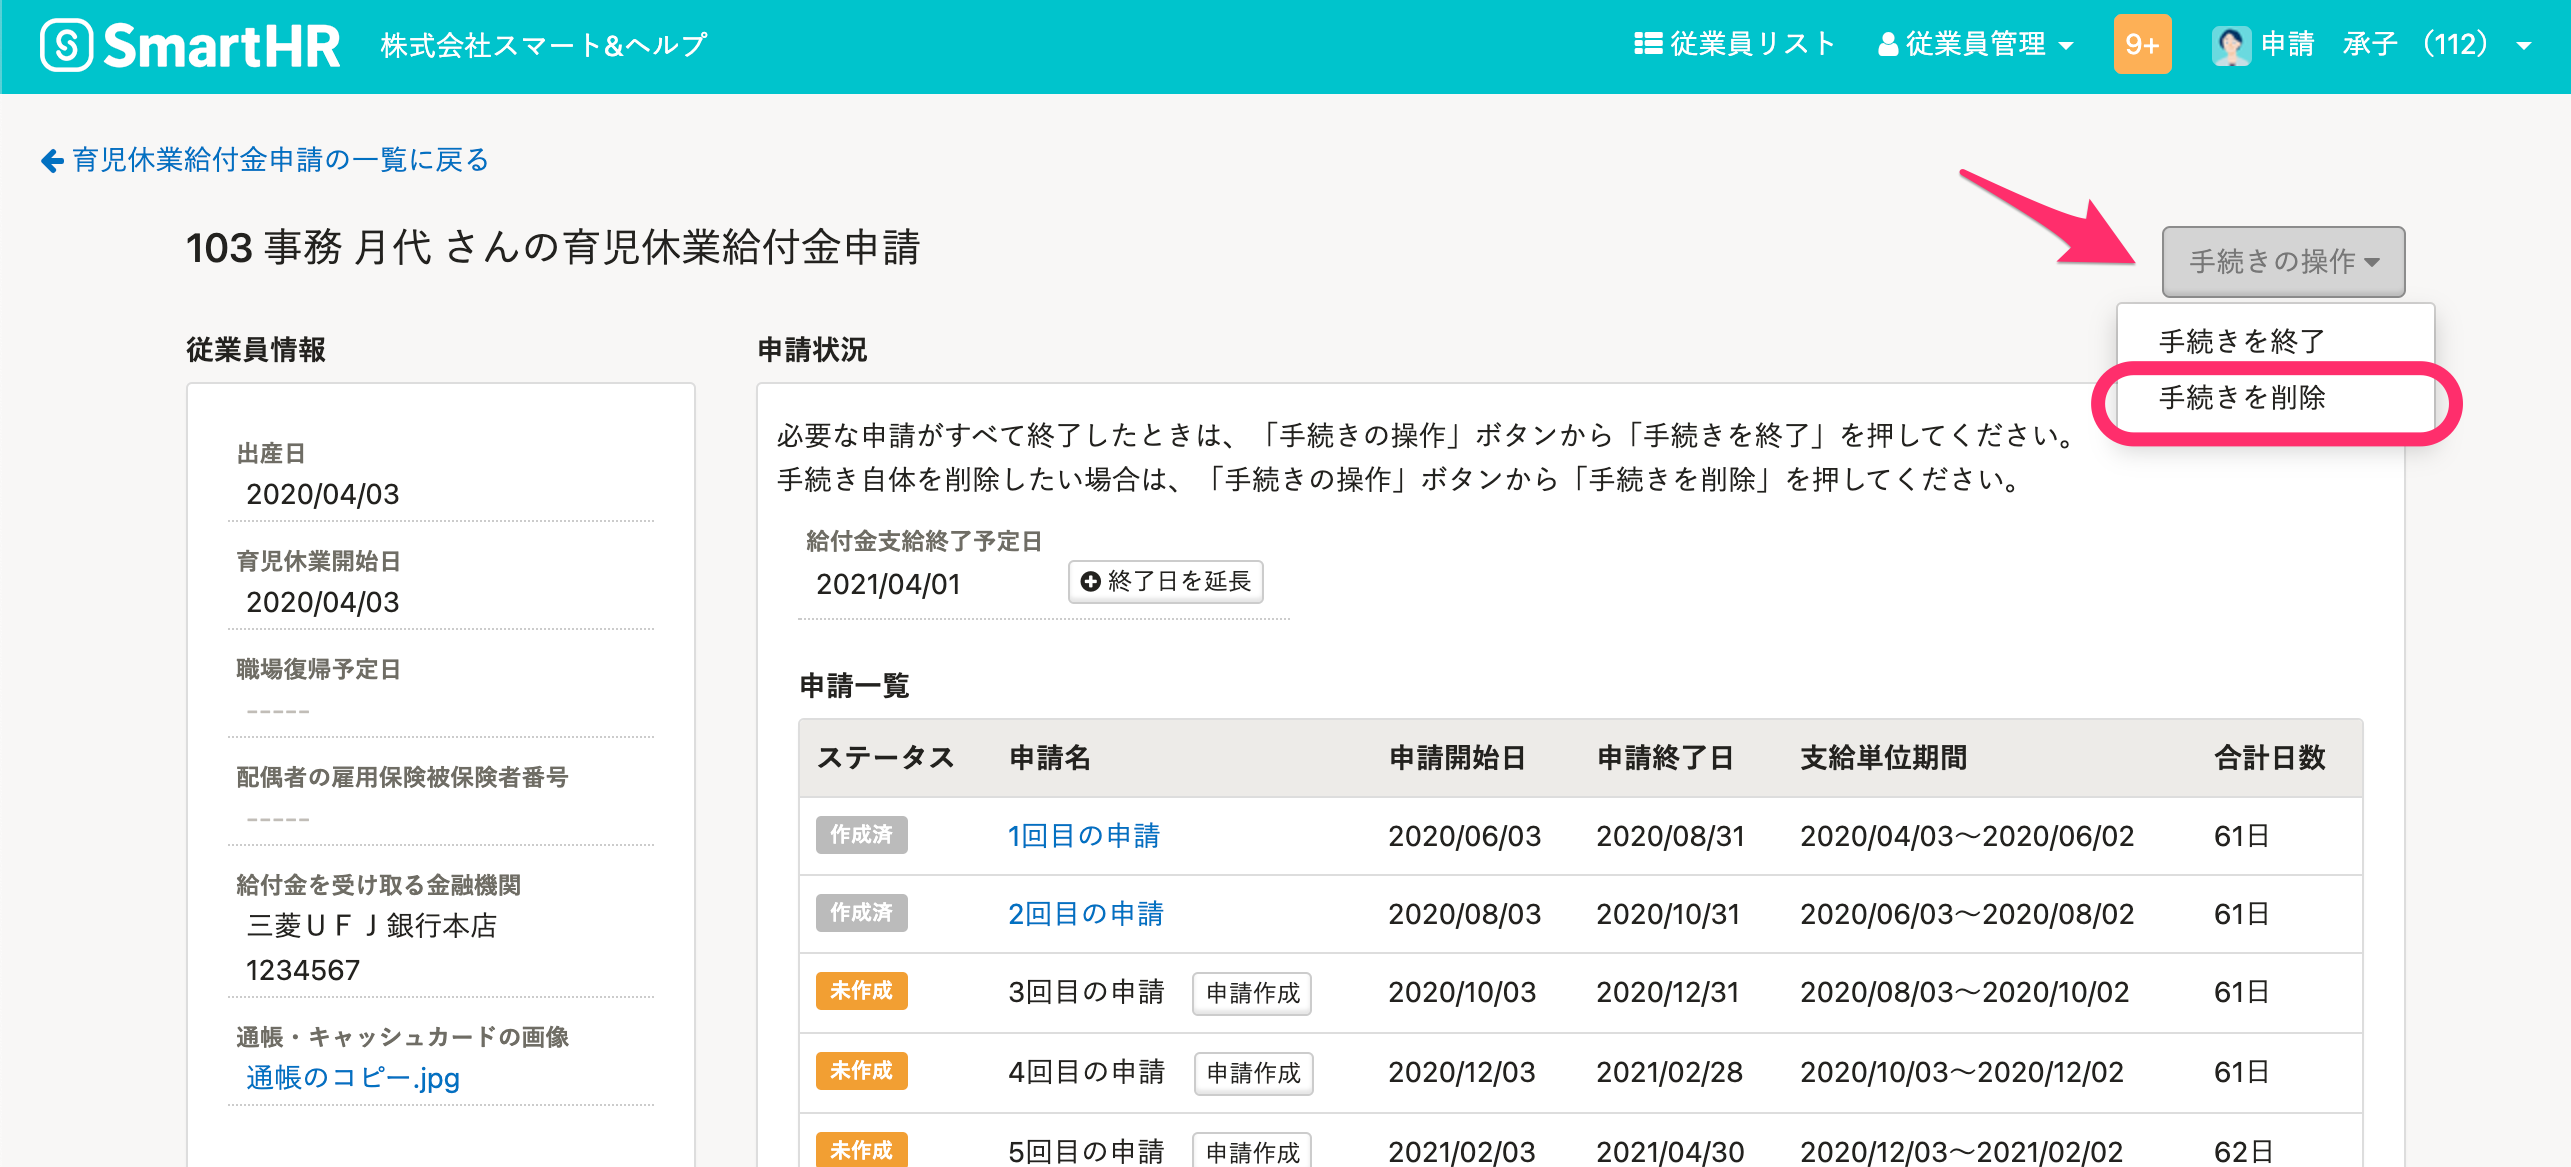 SmartHR 株式会社スマート&ヘルプ 従業員リスト 従業員管理 9+ 申請 承子 （112）
育児休業給付金申請の一覧に戻る
103 事務 月代 さんの育児休業給付金申請
手続きの操作
手続きを終了
手続きを削除
従業員情報
出産日
2020/04/03
育児休業開始日
2020/04/03
職場復帰予定日
-----
配偶者の雇用保険被保険者番号
-----
給付金を受け取る金融機関
三菱ＵＦＪ銀行本店
1234567
通帳・キャッシュカードの画像
通帳のコピー.jpg
申請状況
必要な申請がすべて終了したときは、「手続きの操作」ボタンから「手続きを終了」を押してください。
手続き自体を削除したい場合は、「手続きの操作」ボタンから「手続きを削除」を押してください。
給付金支給終了予定日
2021/04/01 終了日を延長
申請一覧
ステータス 申請名 申請開始日 申請終了日 支給単位期間 合計日数
作成済 1回目の申請 2020/06/03 2020/08/31 2020/04/03〜2020/06/02 61日
作成済 2回目の申請 2020/08/03 2020/10/31 2020/06/03〜2020/08/02 61日
未作成 3回目の申請 申請作成 2020/10/03 2020/12/31 2020/08/03〜2020/10/02 61日
未作成 4回目の申請 申請作成 2020/12/03 2021/02/28 2020/10/03〜2020/12/02 61日
未作成 5回目の申請 申請作成 2021/02/03 2021/04/30 2020/12/03〜2021/02/02 62日